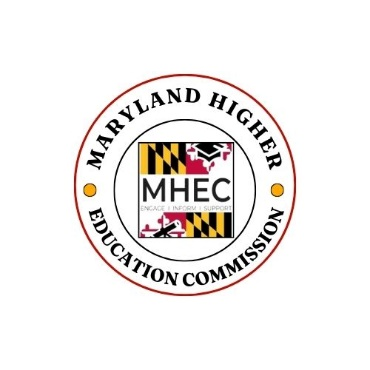 MARYLAND HIGHER
MHEC
ENGAGE | INFORM | SUPPORT
EDUCATION COMMISSION